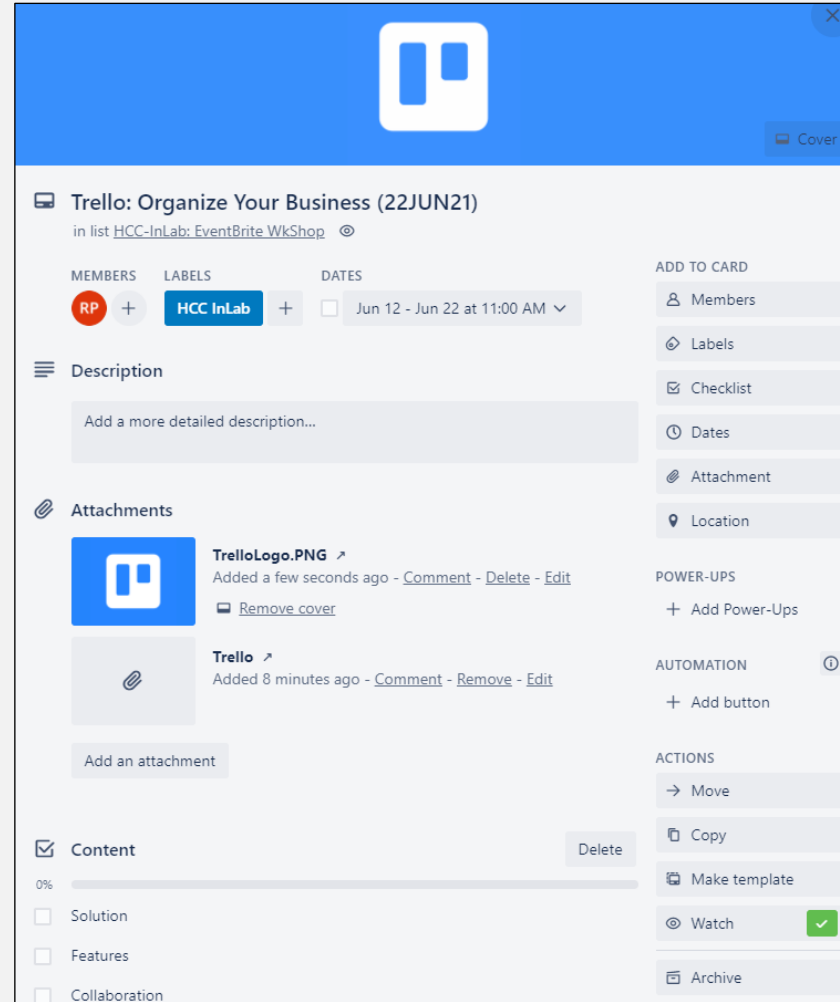 Cover
Trello: Organize Your Business (22JUN21)
in list HCC-InLab: EventBrite WkShop
MEMBERS LABELS DATES
RP + HCC InLab + Jun 12 - Jun 22 at 11:00 AM
Description
Add a more detailed description...
Attachments
TrelloLogo.PNG ↗
Added a few seconds ago - Comment - Delete - Edit
Remove cover
Trello ↗
Added 8 minutes ago - Comment - Remove - Edit
Add an attachment
Content Delete
0%
Solution
Features
Collaboration
ADD TO CARD
Members
Labels
Checklist
Dates
Attachment
Location
POWER-UPS
+ Add Power-Ups
AUTOMATION
+ Add button
ACTIONS
→ Move
Copy
Make template
Watch
Archive